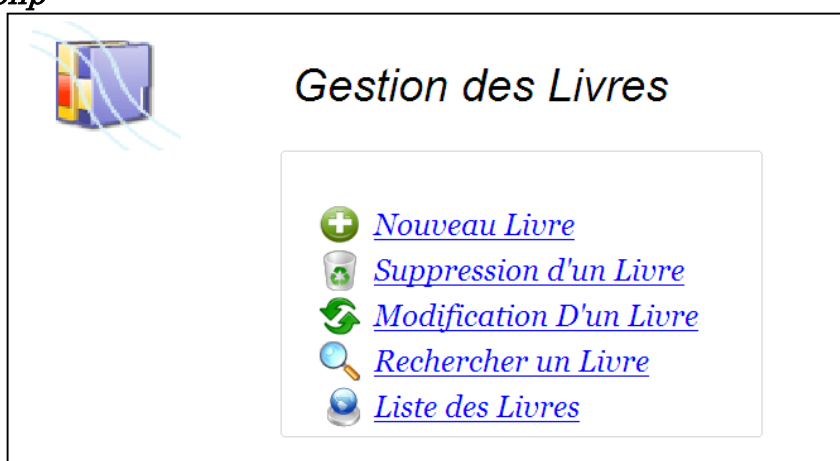 Gestion des Livres
Nouveau Livre
Suppression d'un Livre
Modification D'un Livre
Rechercher un Livre
Liste des Livres